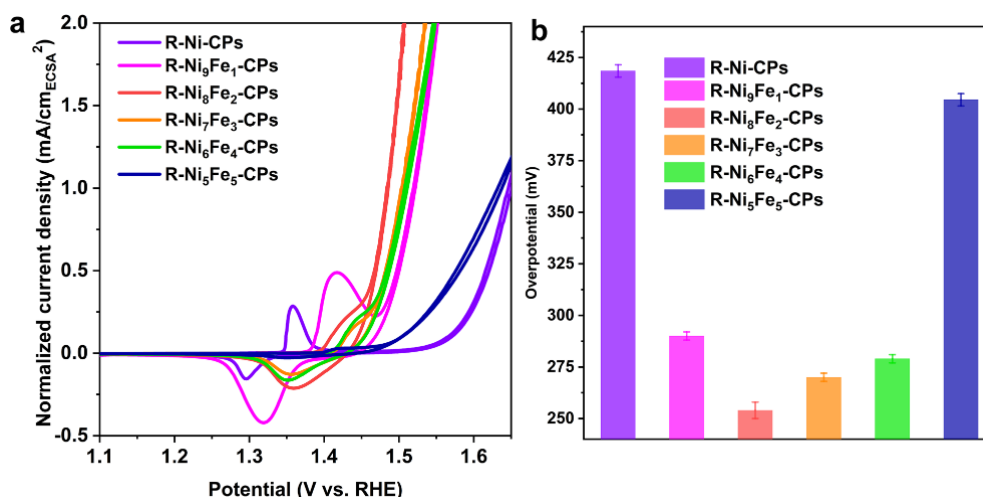 a
Normalized current density (mA/cm_ECSA²)
2.0
1.5
1.0
0.5
0.0
-0.5
R-Ni-CPs
R-Ni₉Fe₁-CPs
R-Ni₈Fe₂-CPs
R-Ni₇Fe₃-CPs
R-Ni₆Fe₄-CPs
R-Ni₅Fe₅-CPs
1.1 1.2 1.3 1.4 1.5 1.6
Potential (V vs. RHE)
b
Overpotential (mV)
425
400
375
350
325
300
275
250
R-Ni-CPs
R-Ni₉Fe₁-CPs
R-Ni₈Fe₂-CPs
R-Ni₇Fe₃-CPs
R-Ni₆Fe₄-CPs
R-Ni₅Fe₅-CPs